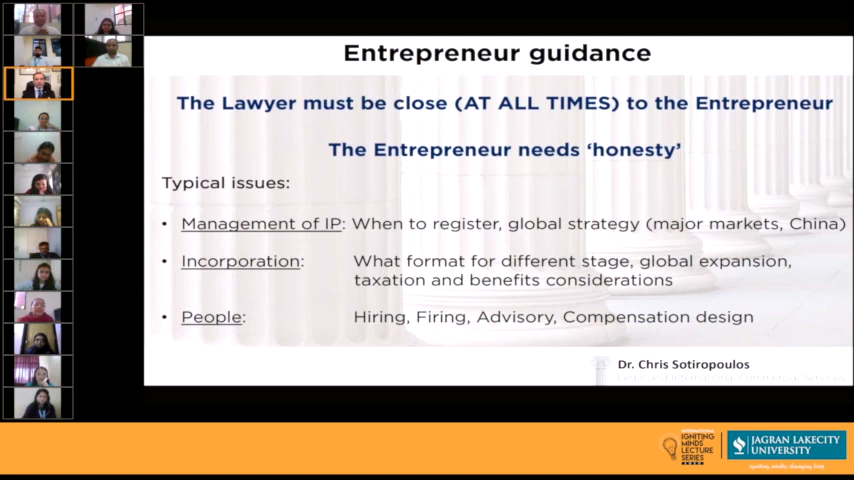 Entrepreneur guidance
The Lawyer must be close (AT ALL TIMES) to the Entrepreneur
The Entrepreneur needs ‘honesty’
Typical issues:
• Management of IP: When to register, global strategy (major markets, China)
• Incorporation: What format for different stage, global expansion,
taxation and benefits considerations
• People: Hiring, Firing, Advisory, Compensation design
Dr. Chris Sotiropoulos
INTERNATIONAL
IGNITING
MINDS
LECTURE
SERIES
JAGRAN LAKECITY
UNIVERSITY